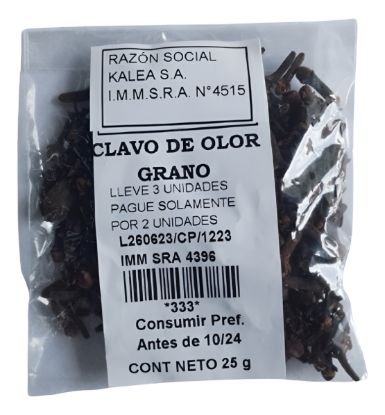 RAZÓN SOCIAL
KALEA S.A.
I.M.M.S.R.A. N°4515
CLAVO DE OLOR
GRANO
LLEVE 3 UNIDADES
PAGUE SOLAMENTE
POR 2 UNIDADES
L260623/CP/1223
IMM SRA 4396
*333*
Consumir Pref.
Antes de 10/24
CONT NETO 25 g